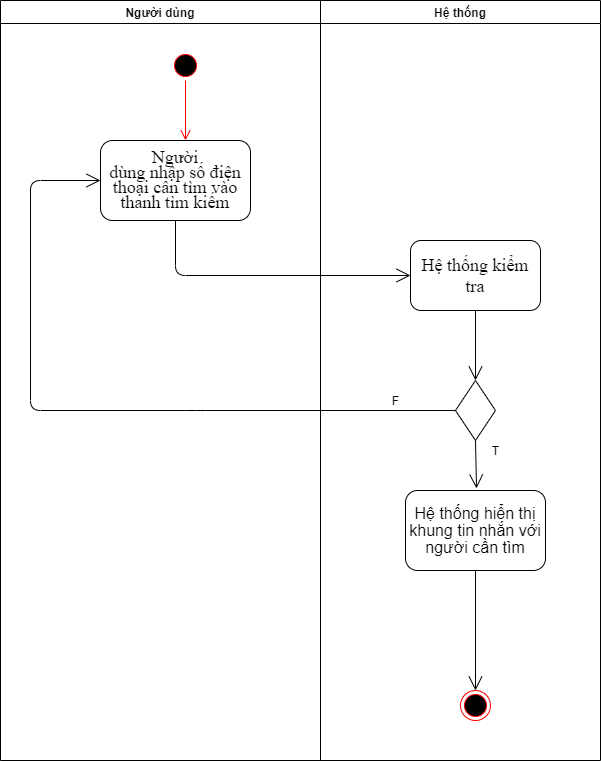 Người dùng
Hệ thống
Người
dùng nhập số điện
thoại cần tìm vào
thanh tìm kiếm
Hệ thống kiểm
tra
F
T
Hệ thống hiển thị
khung tin nhắn với
người cần tìm